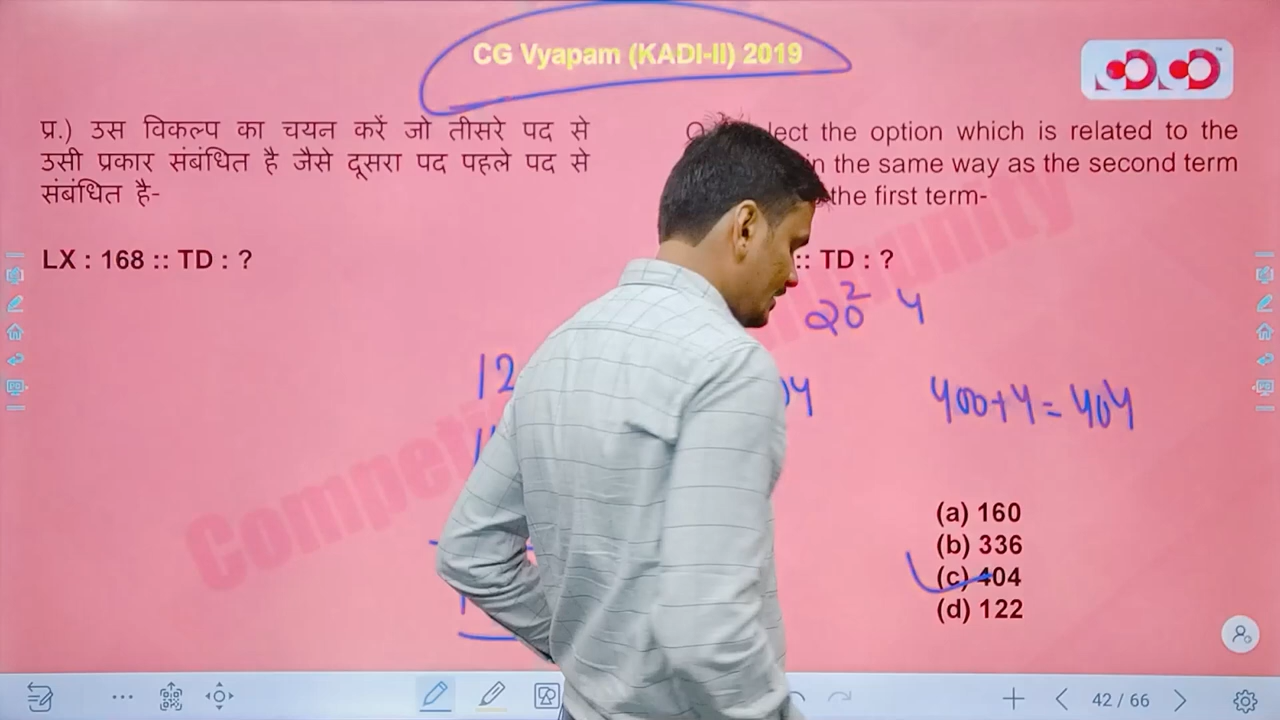 CG Vyapam (KADI-II) 2019
प्र.) उस विकल्प का चयन करें जो तीसरे पद से
उसी प्रकार संबंधित है जैसे दूसरा पद पहले पद से
संबंधित है-
LX : 168 :: TD : ?
lect the option which is related to the
in the same way as the second term
the first term-
:: TD : ?
20² 4
12
400+4=404
(a) 160
(b) 336
(c) 404
(d) 122
42 / 66